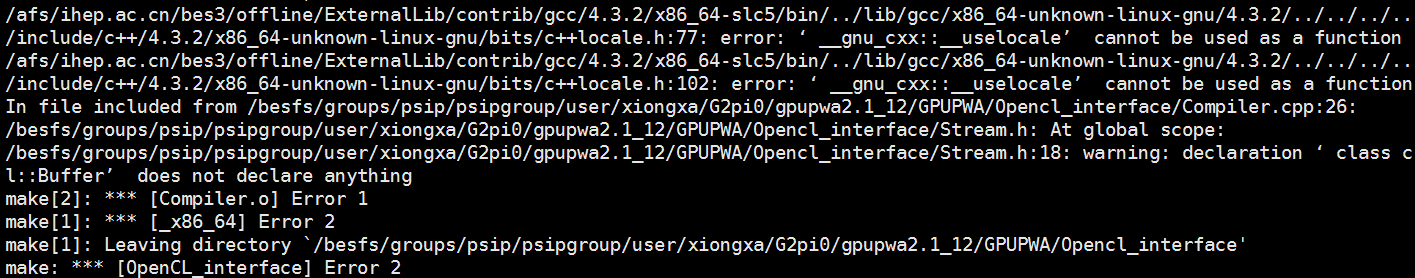 /afs/ihep.ac.cn/bes3/offline/ExternalLib/contrib/gcc/4.3.2/x86_64-slc5/bin/../lib/gcc/x86_64-unknown-linux-gnu/4.3.2/../../../..
/include/c++/4.3.2/x86_64-unknown-linux-gnu/bits/c++locale.h:77: error: ‘ __gnu_cxx::__uselocale’  cannot be used as a function
/afs/ihep.ac.cn/bes3/offline/ExternalLib/contrib/gcc/4.3.2/x86_64-slc5/bin/../lib/gcc/x86_64-unknown-linux-gnu/4.3.2/../../../..
/include/c++/4.3.2/x86_64-unknown-linux-gnu/bits/c++locale.h:102: error: ‘ __gnu_cxx::__uselocale’  cannot be used as a function
In file included from /besfs/groups/psip/psipgroup/user/xiongxa/G2pi0/gpupwa2.1_12/GPUPWA/Opencl_interface/Compiler.cpp:26:
/besfs/groups/psip/psipgroup/user/xiongxa/G2pi0/gpupwa2.1_12/GPUPWA/Opencl_interface/Stream.h: At global scope:
/besfs/groups/psip/psipgroup/user/xiongxa/G2pi0/gpupwa2.1_12/GPUPWA/Opencl_interface/Stream.h:18: warning: declaration ‘ class c
l::Buffer’  does not declare anything
make[2]: *** [Compiler.o] Error 1
make[1]: *** [_x86_64] Error 2
make[1]: Leaving directory `/besfs/groups/psip/psipgroup/user/xiongxa/G2pi0/gpupwa2.1_12/GPUPWA/Opencl_interface'
make: *** [OpenCL_interface] Error 2